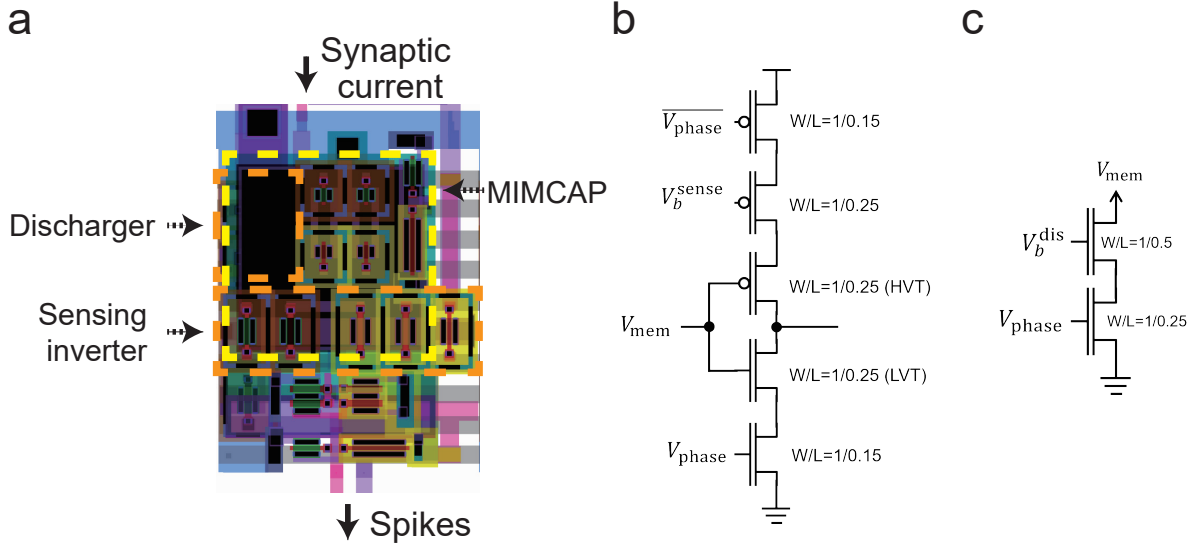 a
Synaptic
current
Discharger
MIMCAP
Sensing
inverter
Spikes
b
V̅phase
W/L=1/0.15
V_b^sense
W/L=1/0.25
W/L=1/0.25 (HVT)
Vmem
W/L=1/0.25 (LVT)
Vphase
W/L=1/0.15
c
Vmem
V_b^dis
W/L=1/0.5
Vphase
W/L=1/0.25